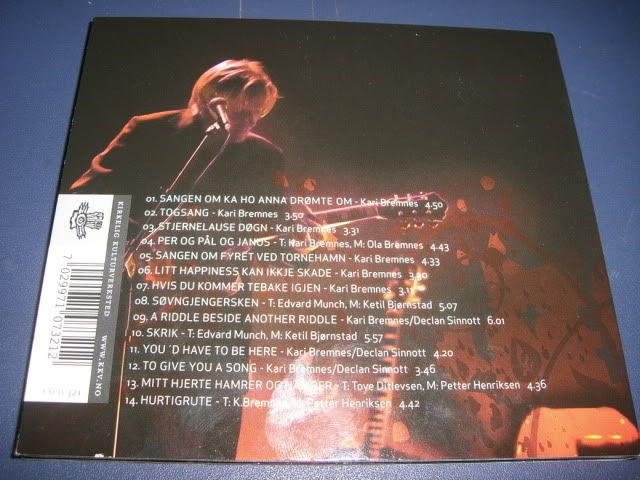 01. SANGEN OM KA HO ANNA DRØMTE OM - Kari Bremnes 4.50
02. TOGSANG - Kari Bremnes 3.50
03. STJERNELAUSE DØGN - Kari Bremnes 3.31
04. PER OG PÅL OG JANOS - T: Kari Bremnes, M: Ola Bremnes 4.43
05. SANGEN OM FYRET VED TORNEHAMN - Kari Bremnes 4.33
06. LITT HAPPINESS KAN IKKJE SKADE - Kari Bremnes
07. HVIS DU KOMMER TEBAKE IGJEN - Kari Bremnes
08. SØVNGJENGERSKEN - T: Edvard Munch, M: Ketil Bjørnstad 5.07
09. A RIDDLE BESIDE ANOTHER RIDDLE - Kari Bremnes/Declan Sinnott 6.01
10. SKRIK - T: Edvard Munch, M: Ketil Bjørnstad 5.57
11. YOU ´D HAVE TO BE HERE - Kari Bremnes/Declan Sinnott 4.20
12. TO GIVE YOU A SONG - Kari Bremnes/Declan Sinnott 3.46
13. MITT HJERTE HAMRER OG HAMRER - T: Tove Ditlevsen, M: Petter Henriksen 4.36
14. HURTIGRUTE - T: K.Bremnes, M: Petter Henriksen 4.42
KIRKELIG KULTURVERKSTED WWW.KKV.NO
7 029971 073212